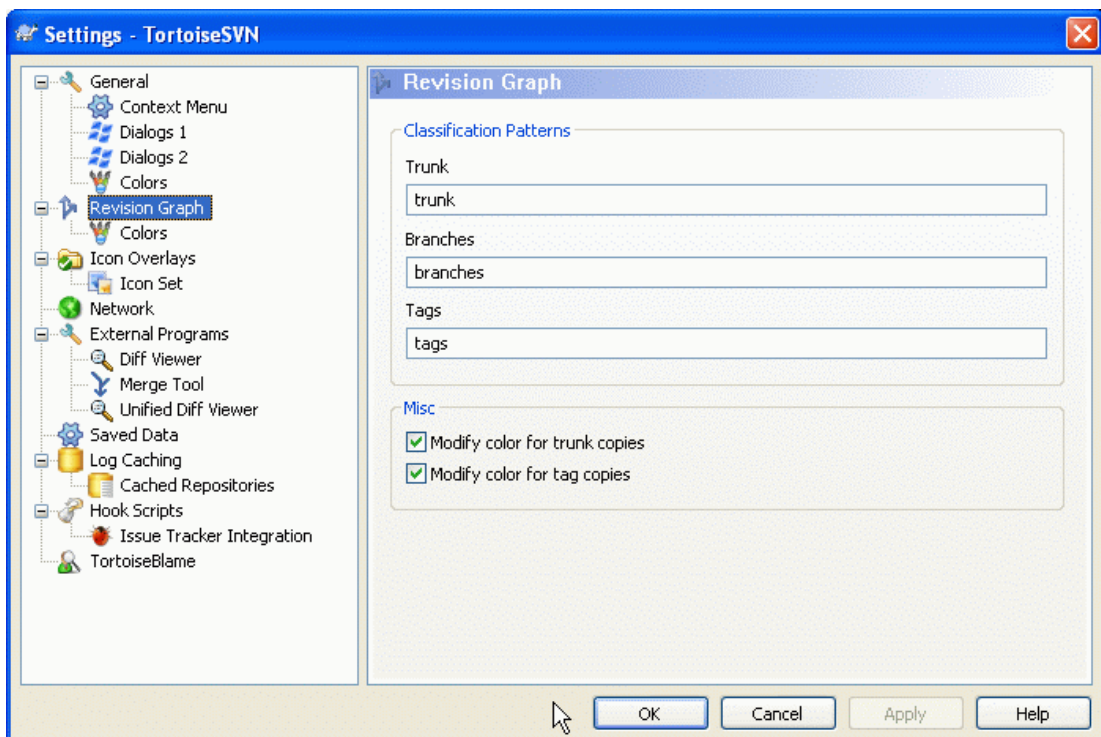 Settings - TortoiseSVN
General
Context Menu
Dialogs 1
Dialogs 2
Colors
Revision Graph
Colors
Icon Overlays
Icon Set
Network
External Programs
Diff Viewer
Merge Tool
Unified Diff Viewer
Saved Data
Log Caching
Cached Repositories
Hook Scripts
Issue Tracker Integration
TortoiseBlame
Revision Graph
Classification Patterns
Trunk
trunk
Branches
branches
Tags
tags
Misc
Modify color for trunk copies
Modify color for tag copies
OK Cancel Apply Help